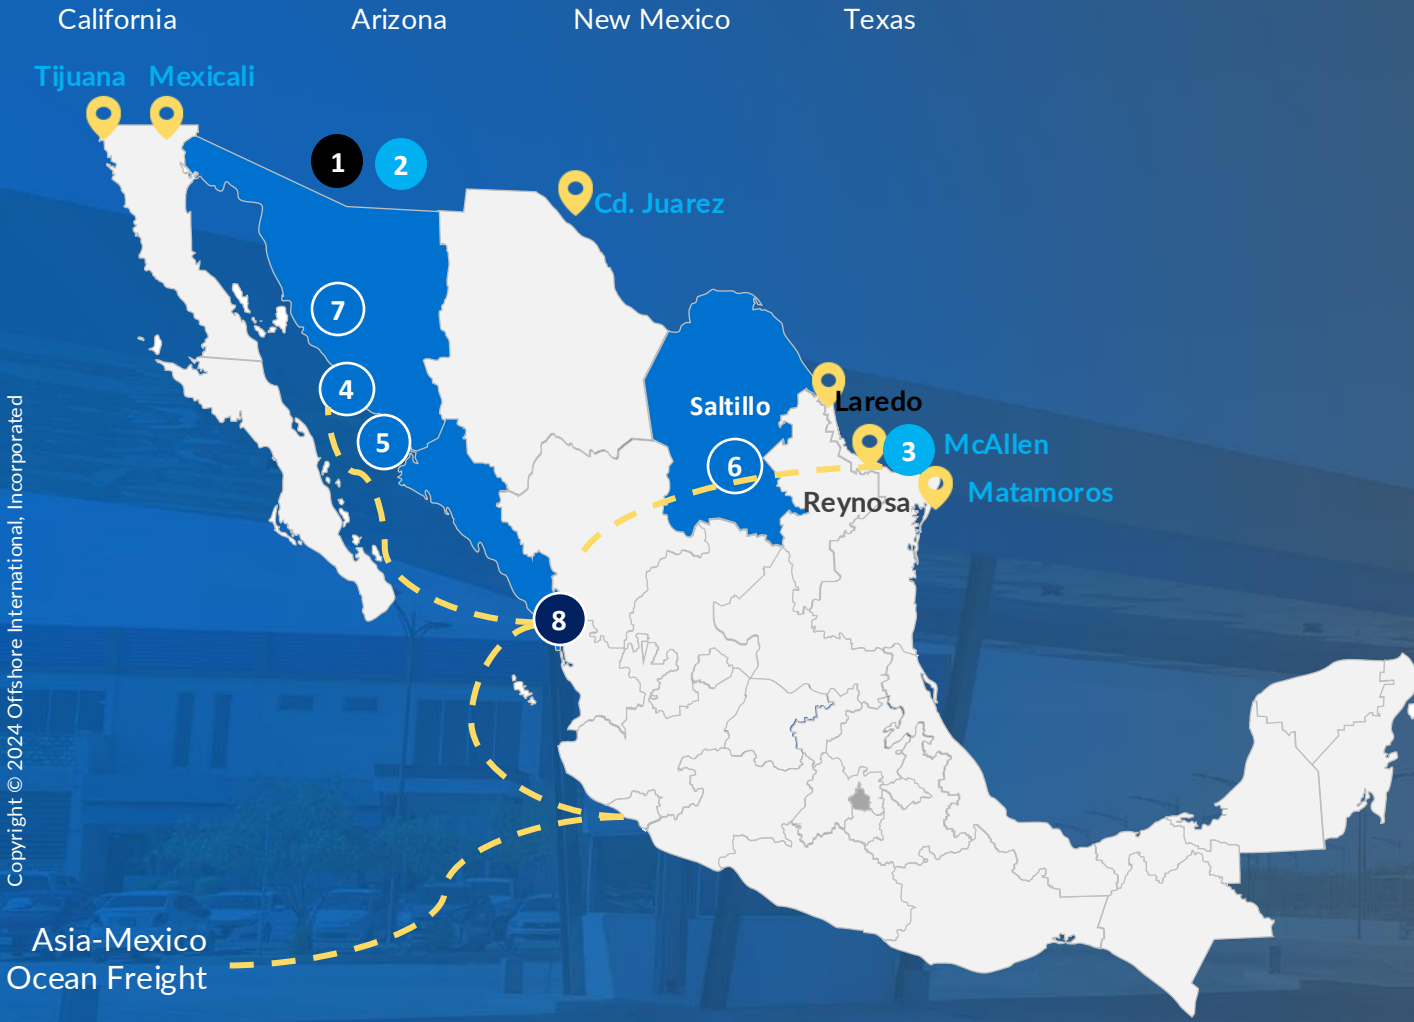 California
Arizona
New Mexico
Texas
Tijuana
Mexicali
1
2
Cd. Juarez
7
4
5
Saltillo
6
Laredo
3
McAllen
Reynosa
Matamoros
8
Asia-Mexico
Ocean Freight
Copyright © 2024 Offshore International, Incorporated